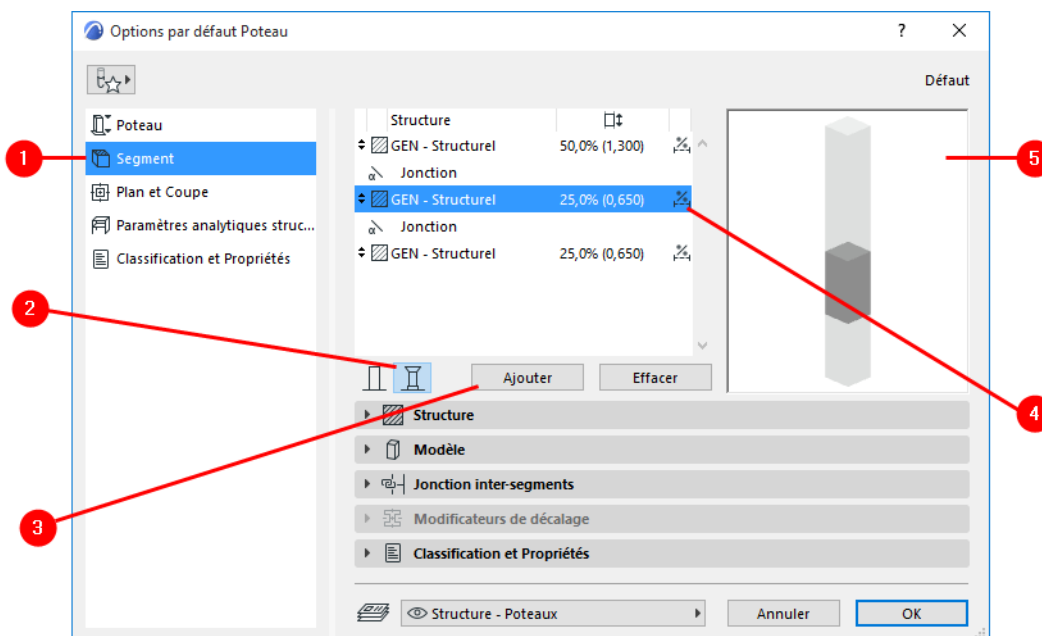 Options par défaut Poteau
?
Défaut
Poteau
Segment
Plan et Coupe
Paramètres analytiques struc...
Classification et Propriétés
Structure
GEN - Structurel 50,0% (1,300)
Jonction
GEN - Structurel 25,0% (0,650)
Jonction
GEN - Structurel 25,0% (0,650)
Ajouter Effacer
Structure
Modèle
Jonction inter-segments
Modificateurs de décalage
Classification et Propriétés
Structure - Poteaux
Annuler OK
1
2
3
4
5